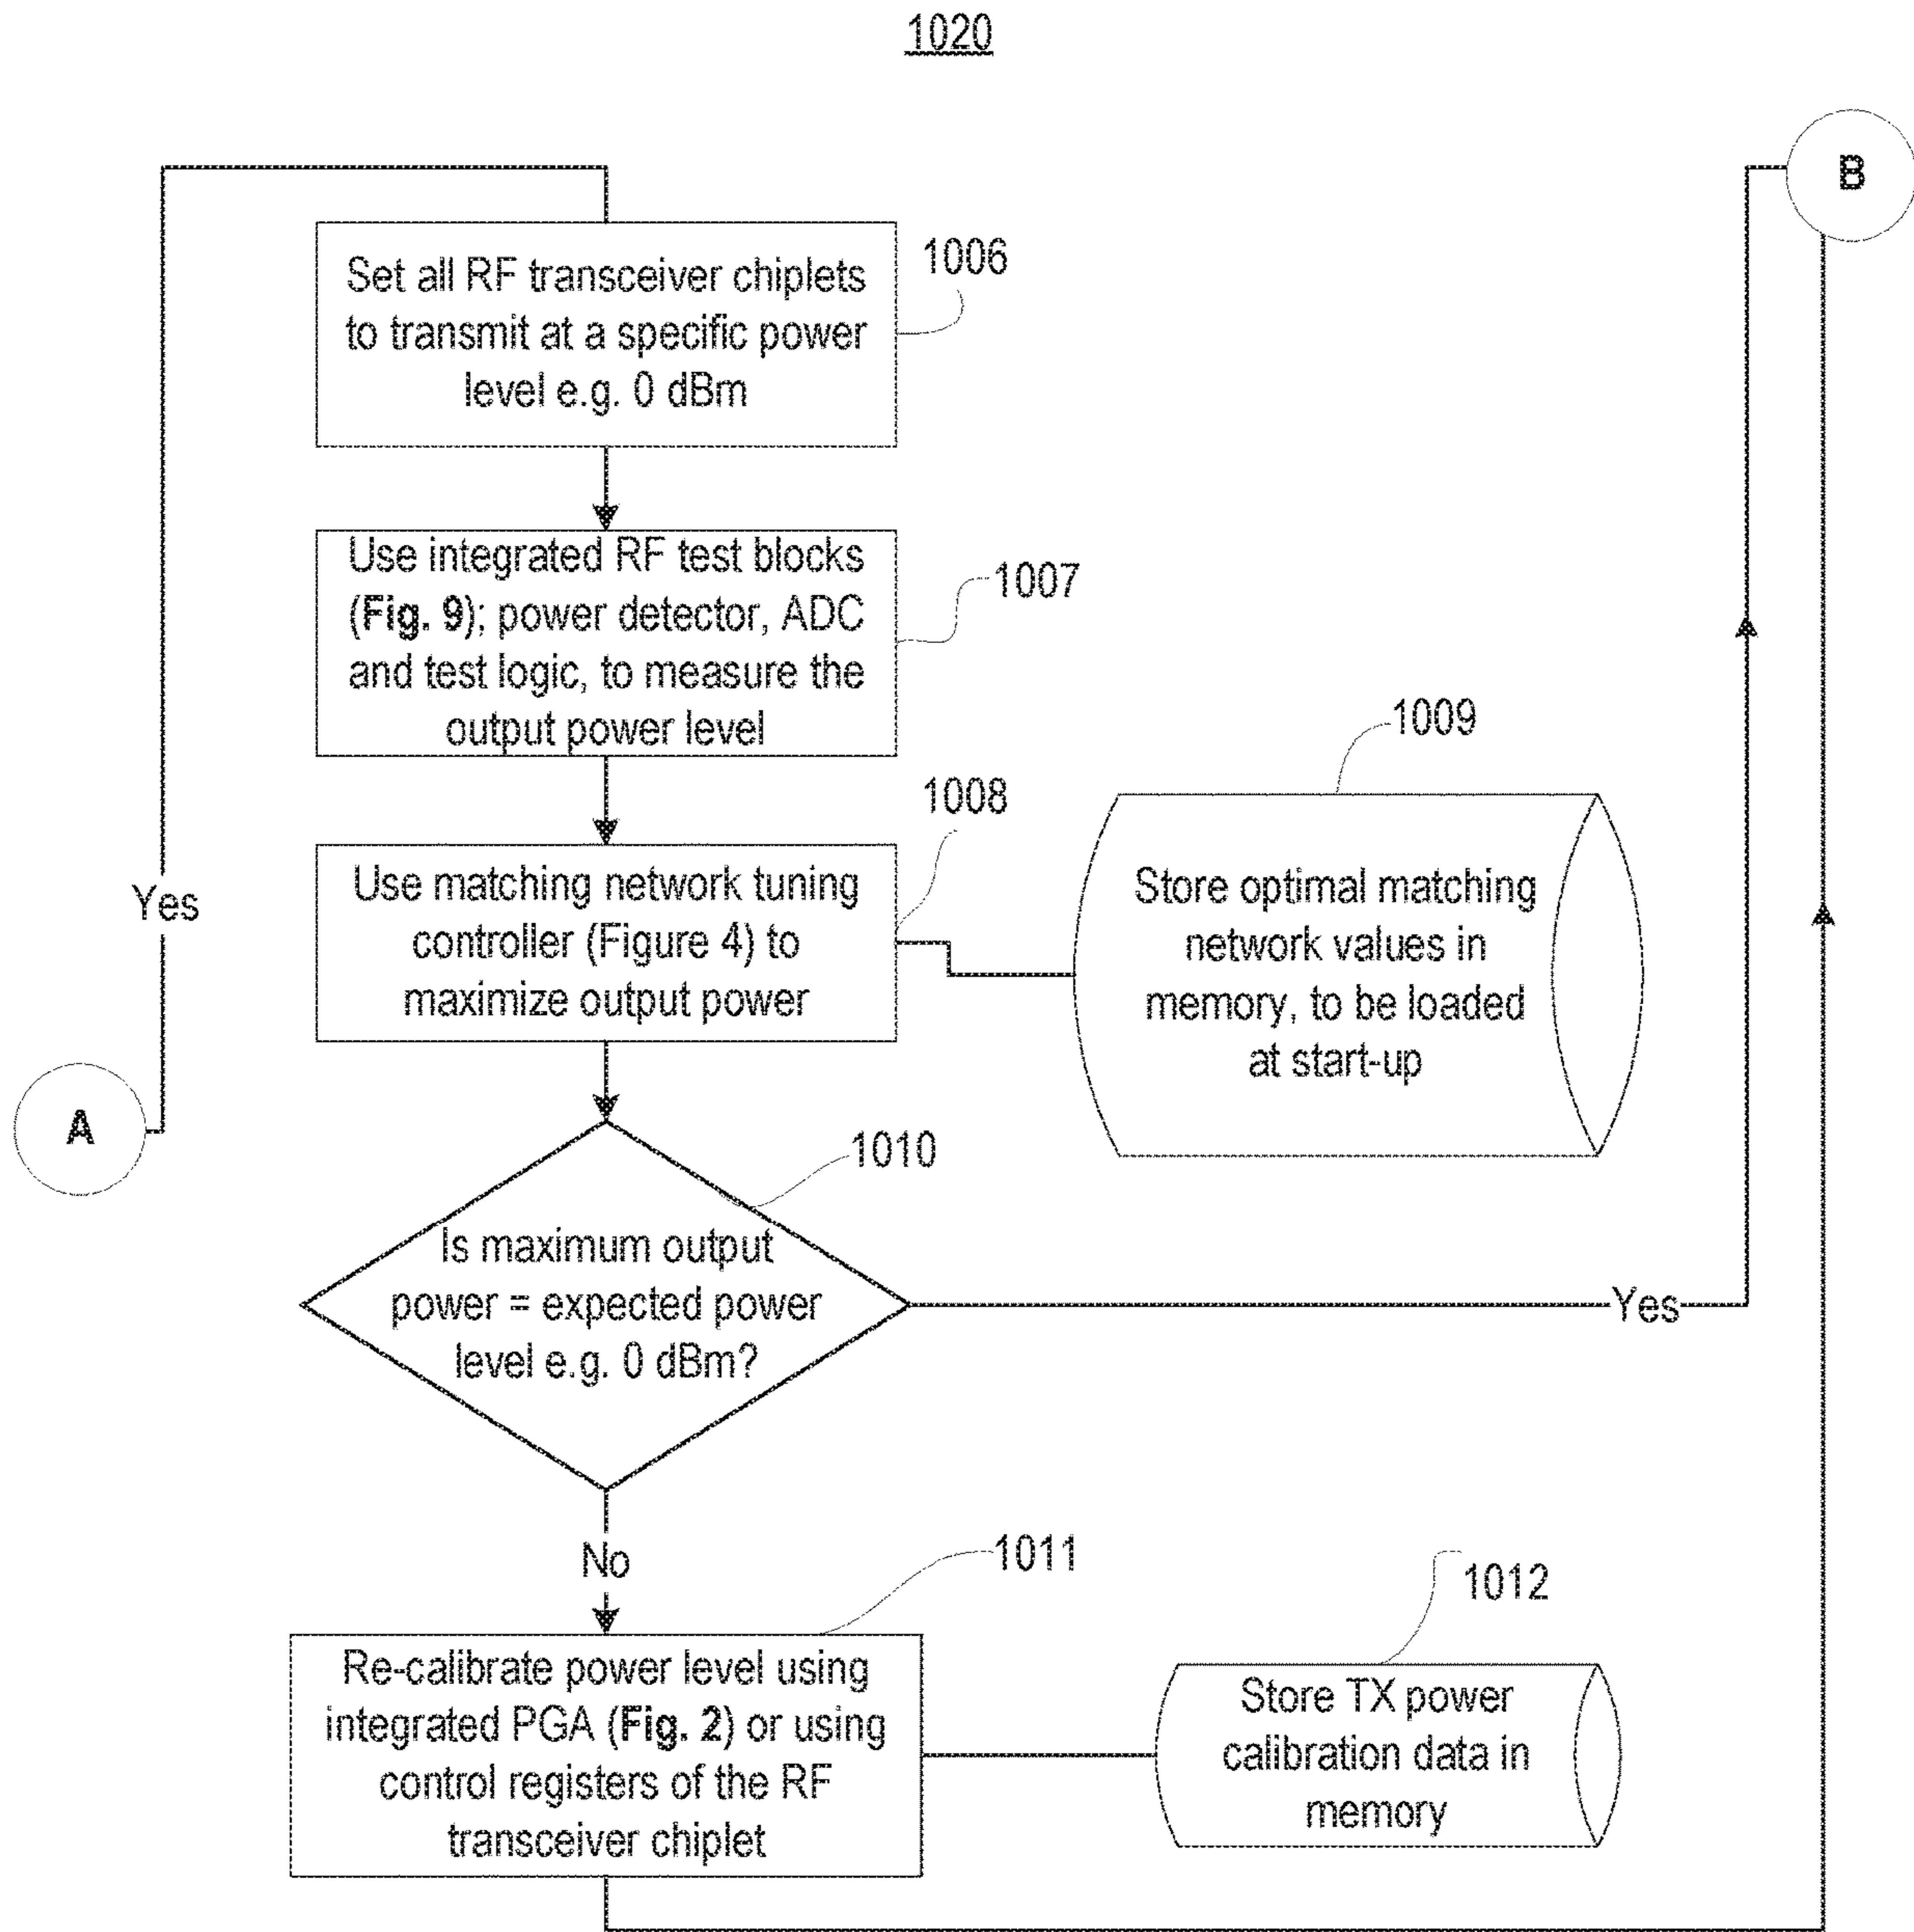 1020
B
Set all RF transceiver chiplets
to transmit at a specific power
level e.g. 0 dBm
1006
Use integrated RF test blocks
(Fig. 9); power detector, ADC
and test logic, to measure the
output power level
1007
1008
1009
Use matching network tuning
controller (Figure 4) to
maximize output power
Store optimal matching
network values in
memory, to be loaded
at start-up
Yes
A
1010
Is maximum output
power = expected power
level e.g. 0 dBm?
Yes
No
1011
1012
Re-calibrate power level using
integrated PGA (Fig. 2) or using
control registers of the RF
transceiver chiplet
Store TX power
calibration data in
memory